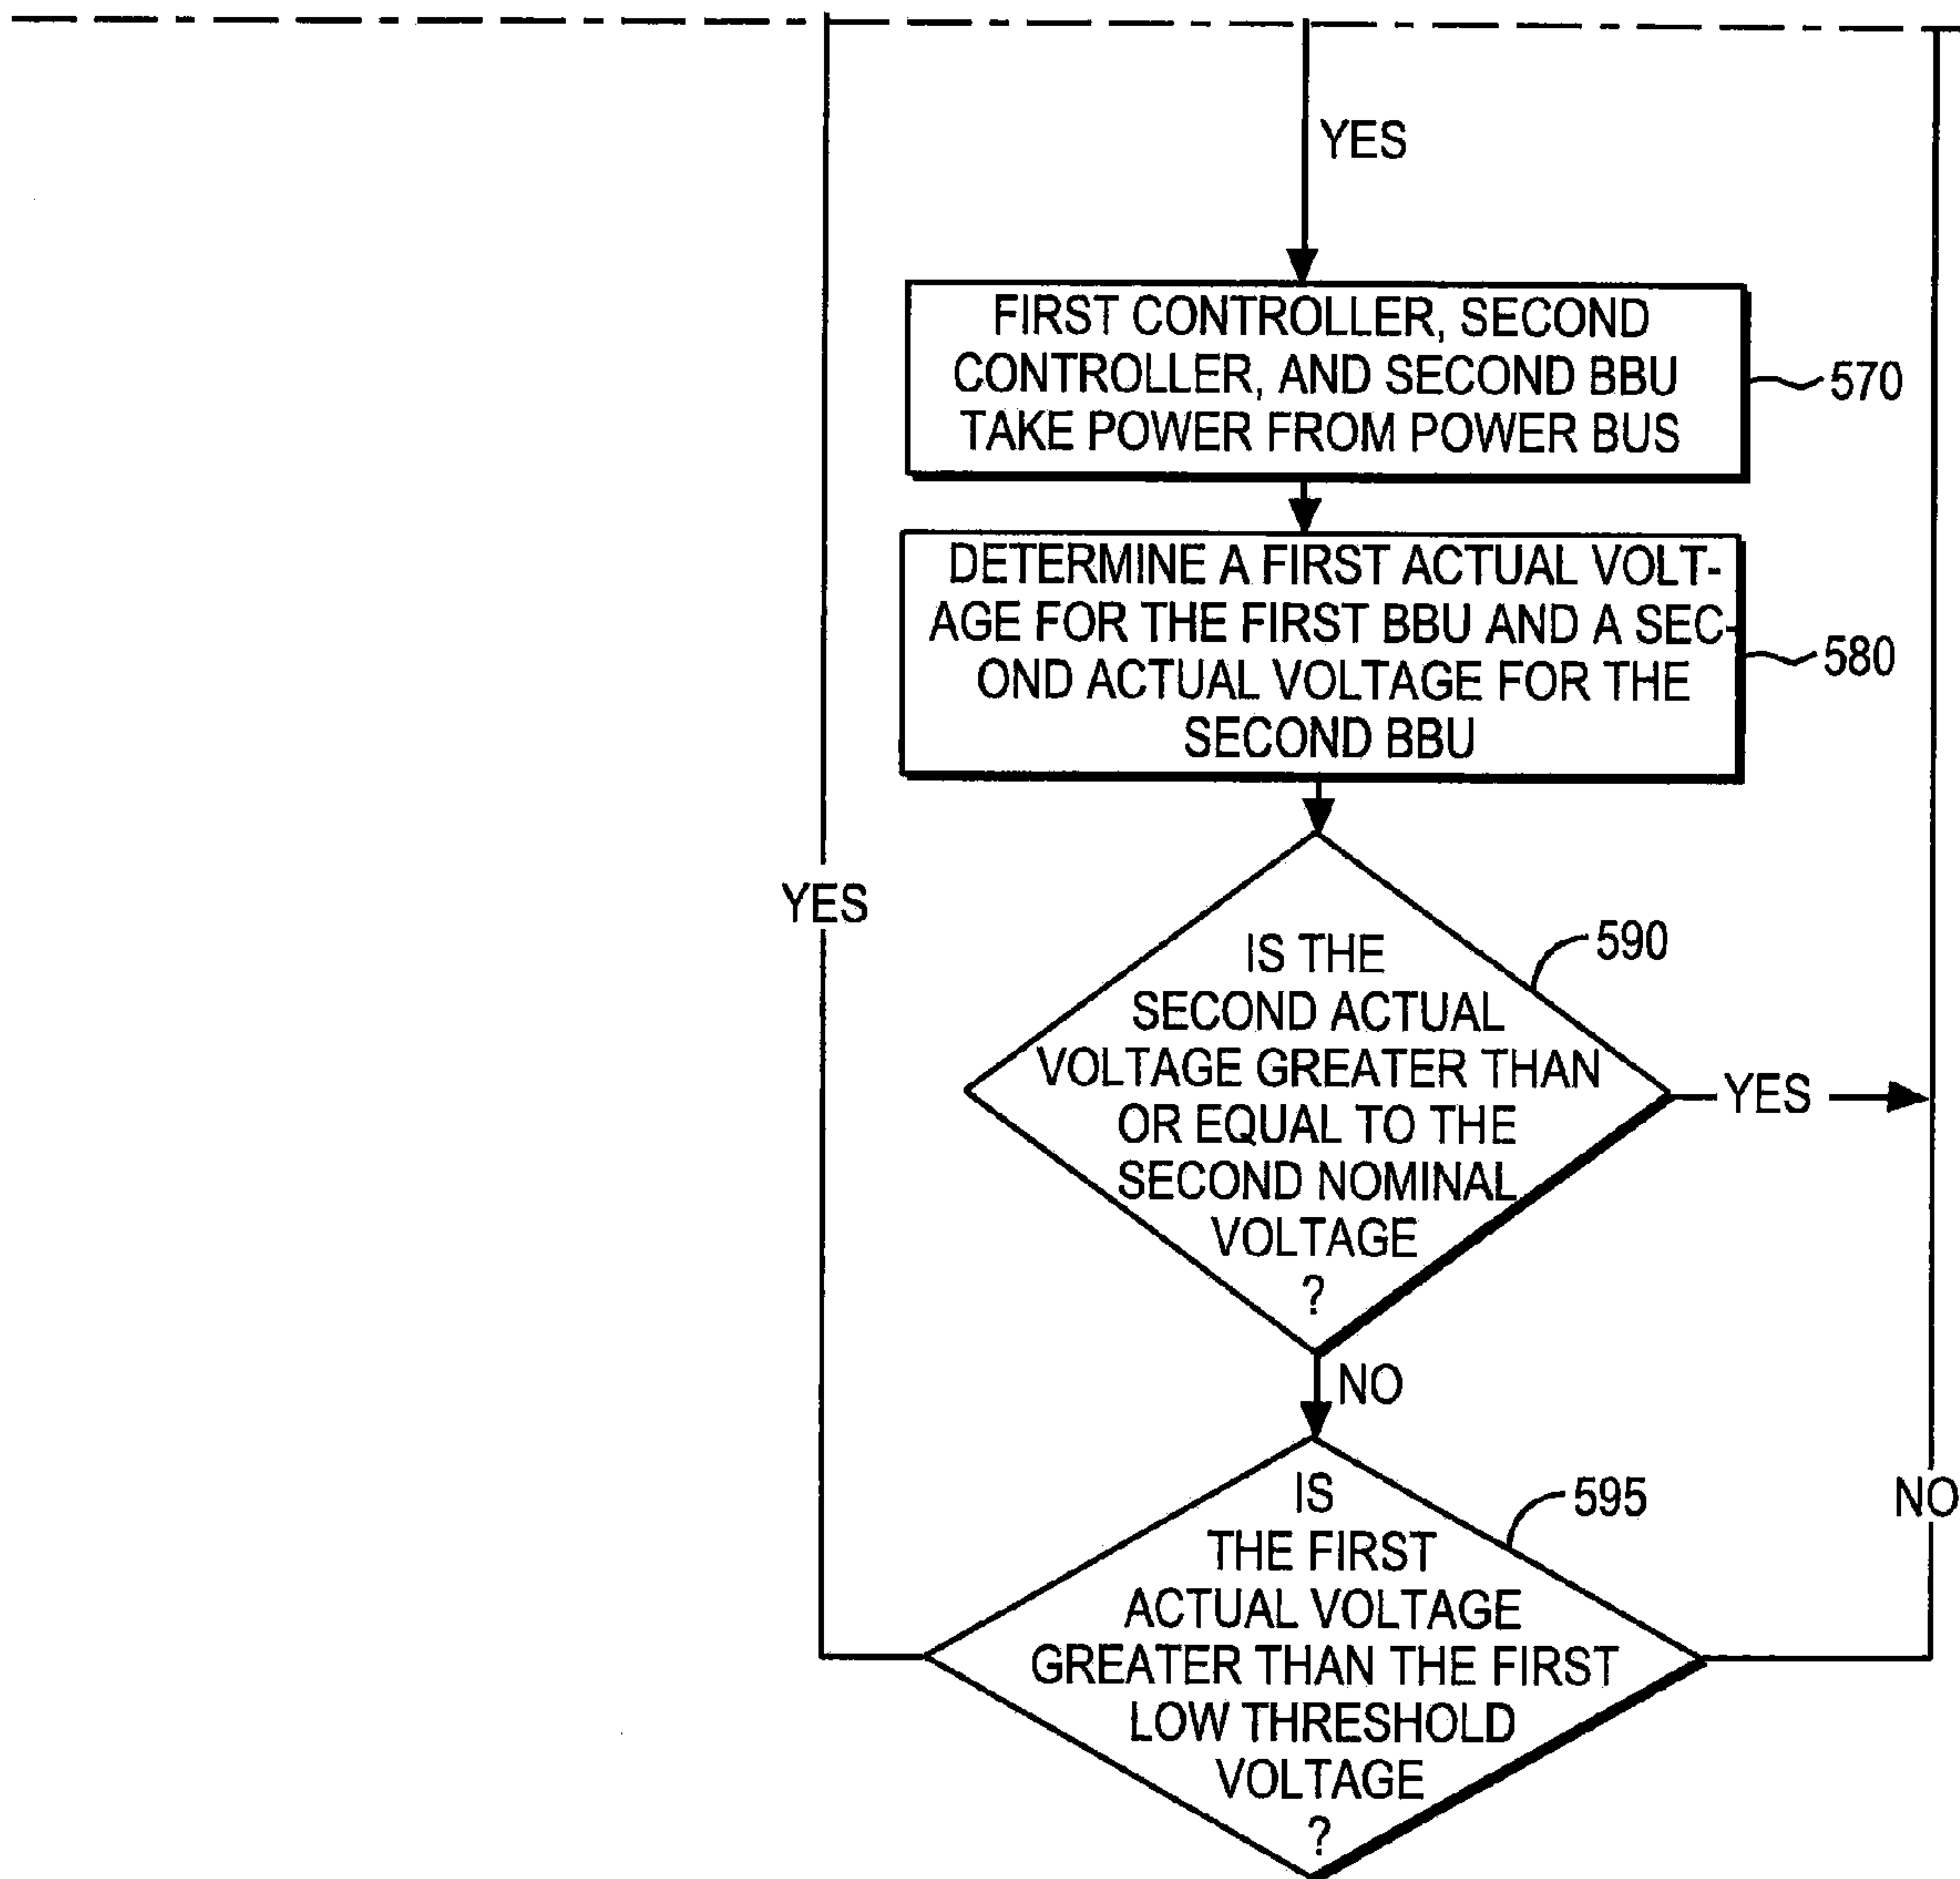 YES
FIRST CONTROLLER, SECOND
CONTROLLER, AND SECOND BBU
TAKE POWER FROM POWER BUS
570
DETERMINE A FIRST ACTUAL VOLT-
AGE FOR THE FIRST BBU AND A SEC-
OND ACTUAL VOLTAGE FOR THE
SECOND BBU
580
YES
IS THE
SECOND ACTUAL
VOLTAGE GREATER THAN
OR EQUAL TO THE
SECOND NOMINAL
VOLTAGE
?
590
YES
NO
IS
THE FIRST
ACTUAL VOLTAGE
GREATER THAN THE FIRST
LOW THRESHOLD
VOLTAGE
?
595
NO